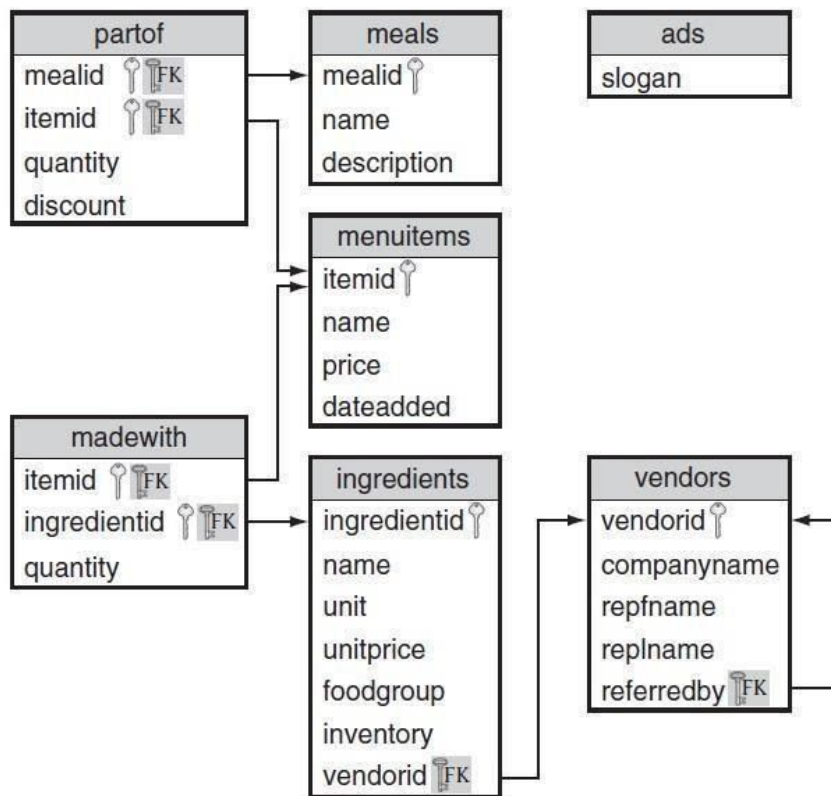 partof
mealid FK
itemid FK
quantity
discount
meals
mealid
name
description
ads
slogan
menuitems
itemid
name
price
dateadded
madewith
itemid FK
ingredientid FK
quantity
ingredients
ingredientid
name
unit
unitprice
foodgroup
inventory
vendorid FK
vendors
vendorid
companyname
repfname
replname
referredby FK